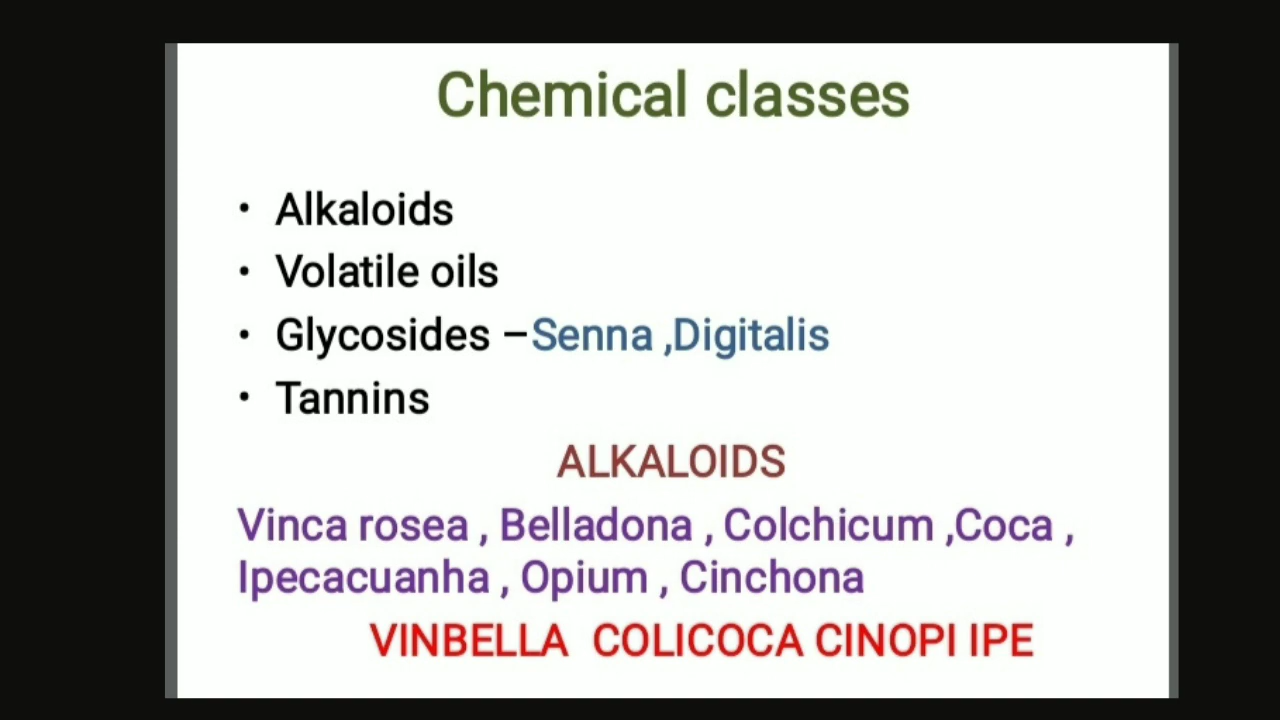 Chemical classes
• Alkaloids
• Volatile oils
• Glycosides –Senna ,Digitalis
• Tannins
ALKALOIDS
Vinca rosea , Belladona , Colchicum ,Coca ,
Ipecacuanha , Opium , Cinchona
VINBELLA COLICOCA CINOPI IPE